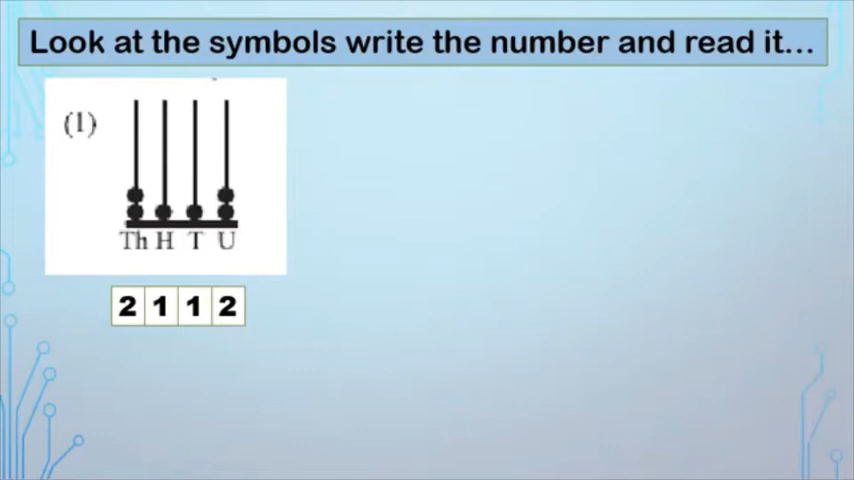 Look at the symbols write the number and read it...
(1)
Th H T U
2 1 1 2